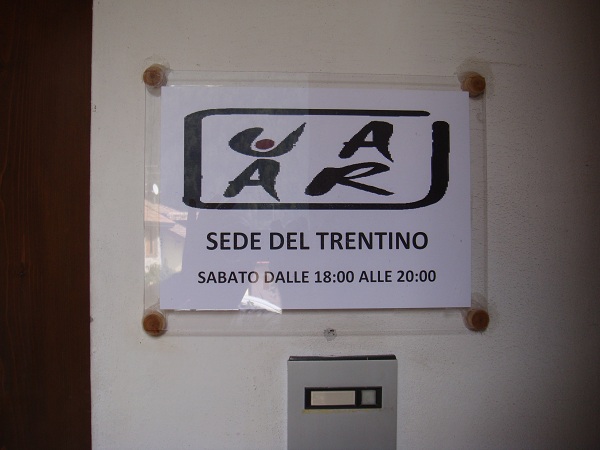 UAAR
SEDE DEL TRENTINO
SABATO DALLE 18:00 ALLE 20:00